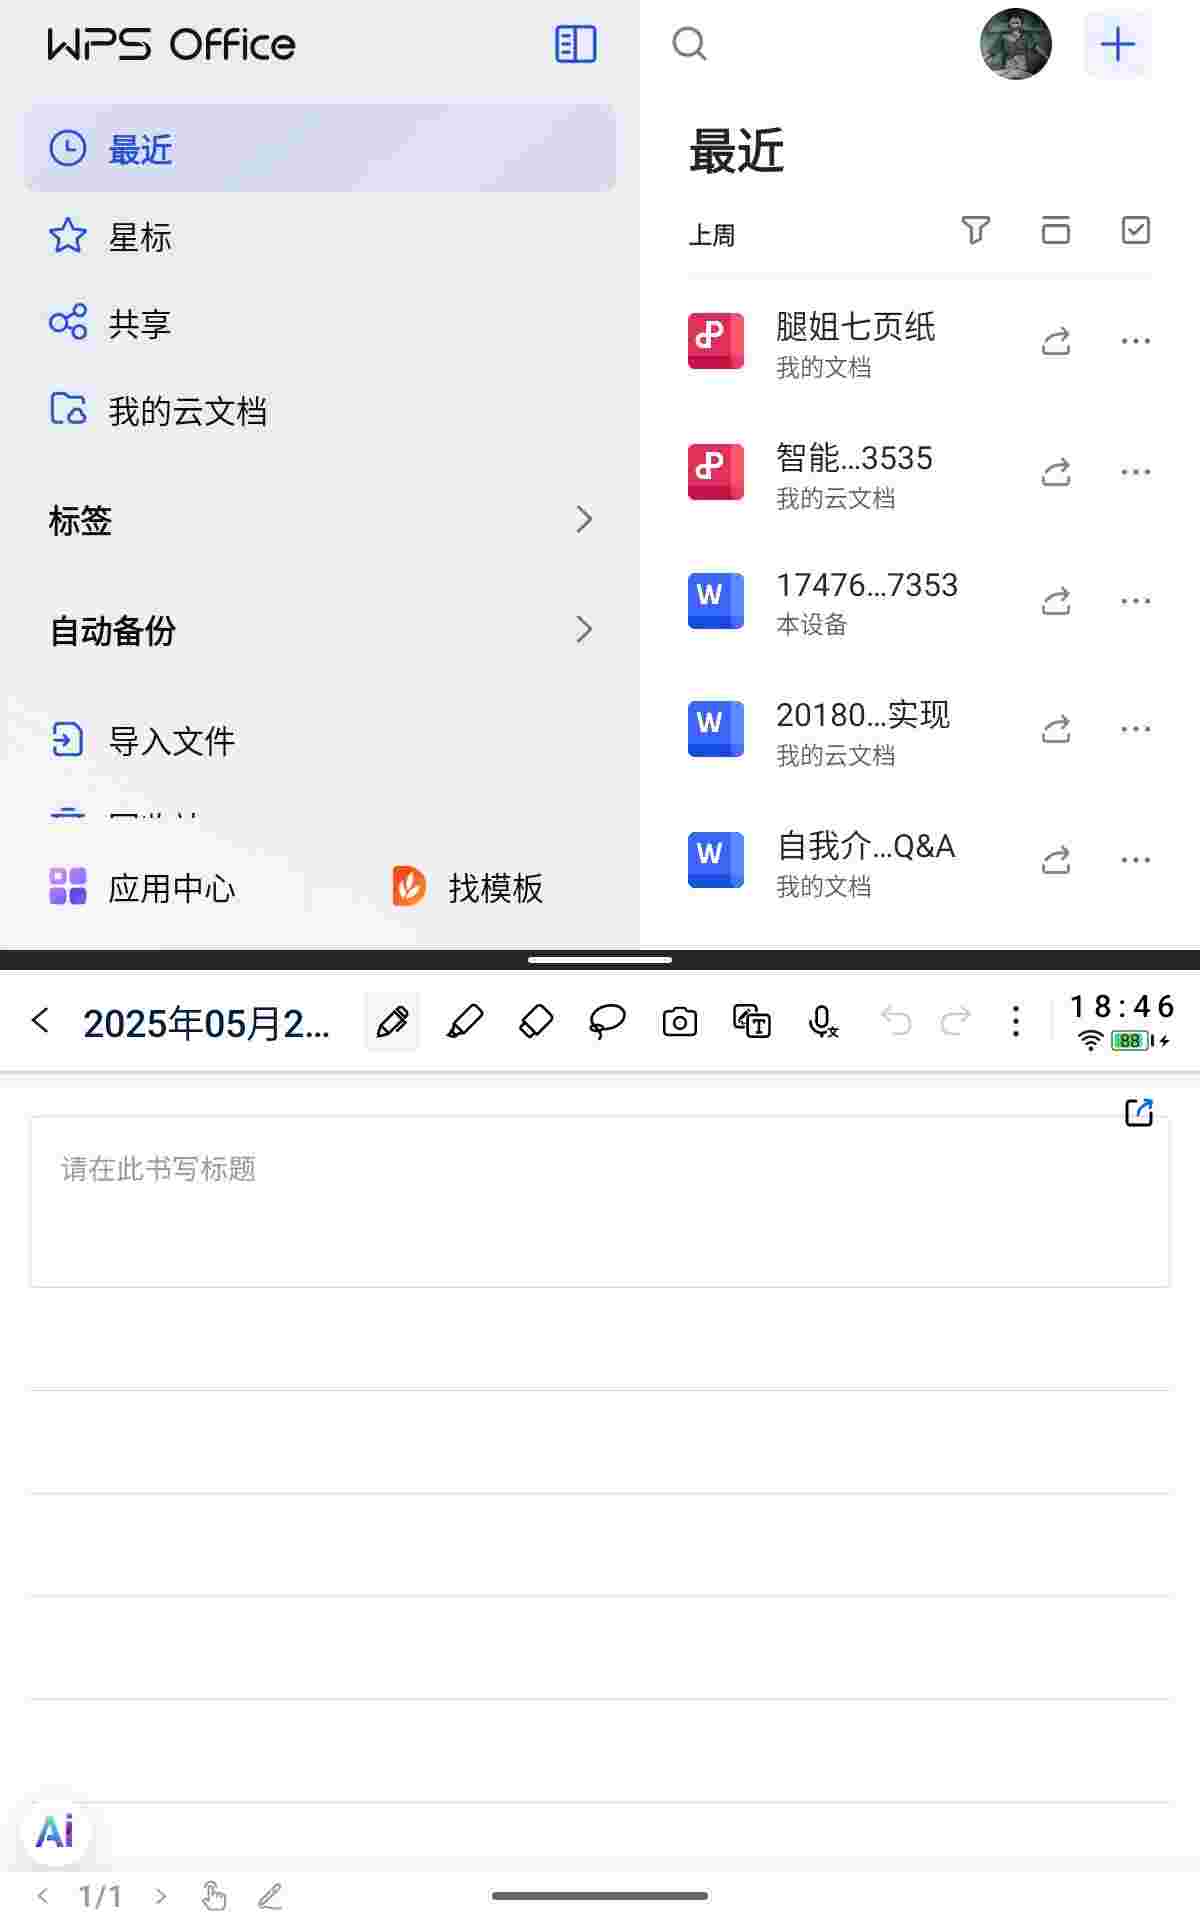 WPS Office
最近
星标
共享
我的云文档
标签
自动备份
导入文件
应用中心
找模板
最近
上周
腿姐七页纸
我的文档
智能...3535
我的云文档
17476...7353
本设备
20180...实现
我的云文档
自我介...Q&A
我的文档
2025年05月2...
18:46
88
请在此书写标题
Ai
1/1